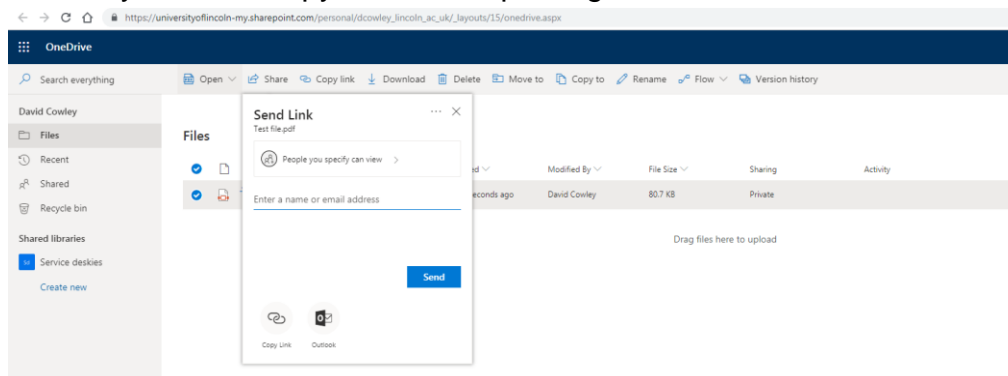 https://universityoflincoln-my.sharepoint.com/personal/dcowley_lincoln_ac_uk/_layouts/15/onedrive.aspx
OneDrive
Search everything
Open Share Copy link Download Delete Move to Copy to Rename Flow Version history
David Cowley
Files
Recent
Shared
Recycle bin
Shared libraries
Service deskies
Create new
Files
Modified By File Size Sharing Activity
seconds ago David Cowley 80.7 KB Private
Drag files here to upload
Send Link
Test file.pdf
People you specify can view
Enter a name or email address
Send
Copy Link Outlook